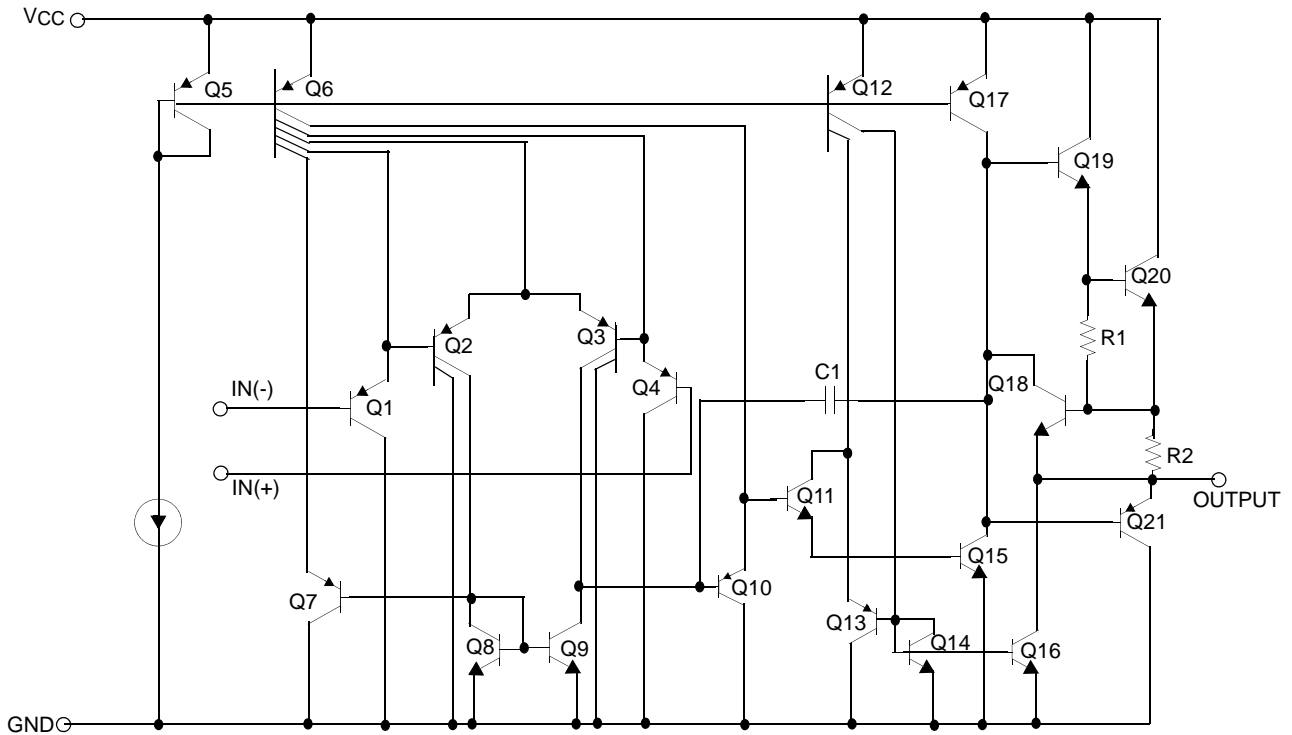 VCC
Q5
Q6
Q12
Q17
Q19
Q20
Q2
Q3
R1
Q4
C1
Q18
IN(-)
Q1
R2
IN(+)
Q11
OUTPUT
Q21
Q15
Q10
Q7
Q13
Q8
Q9
Q14
Q16
GND